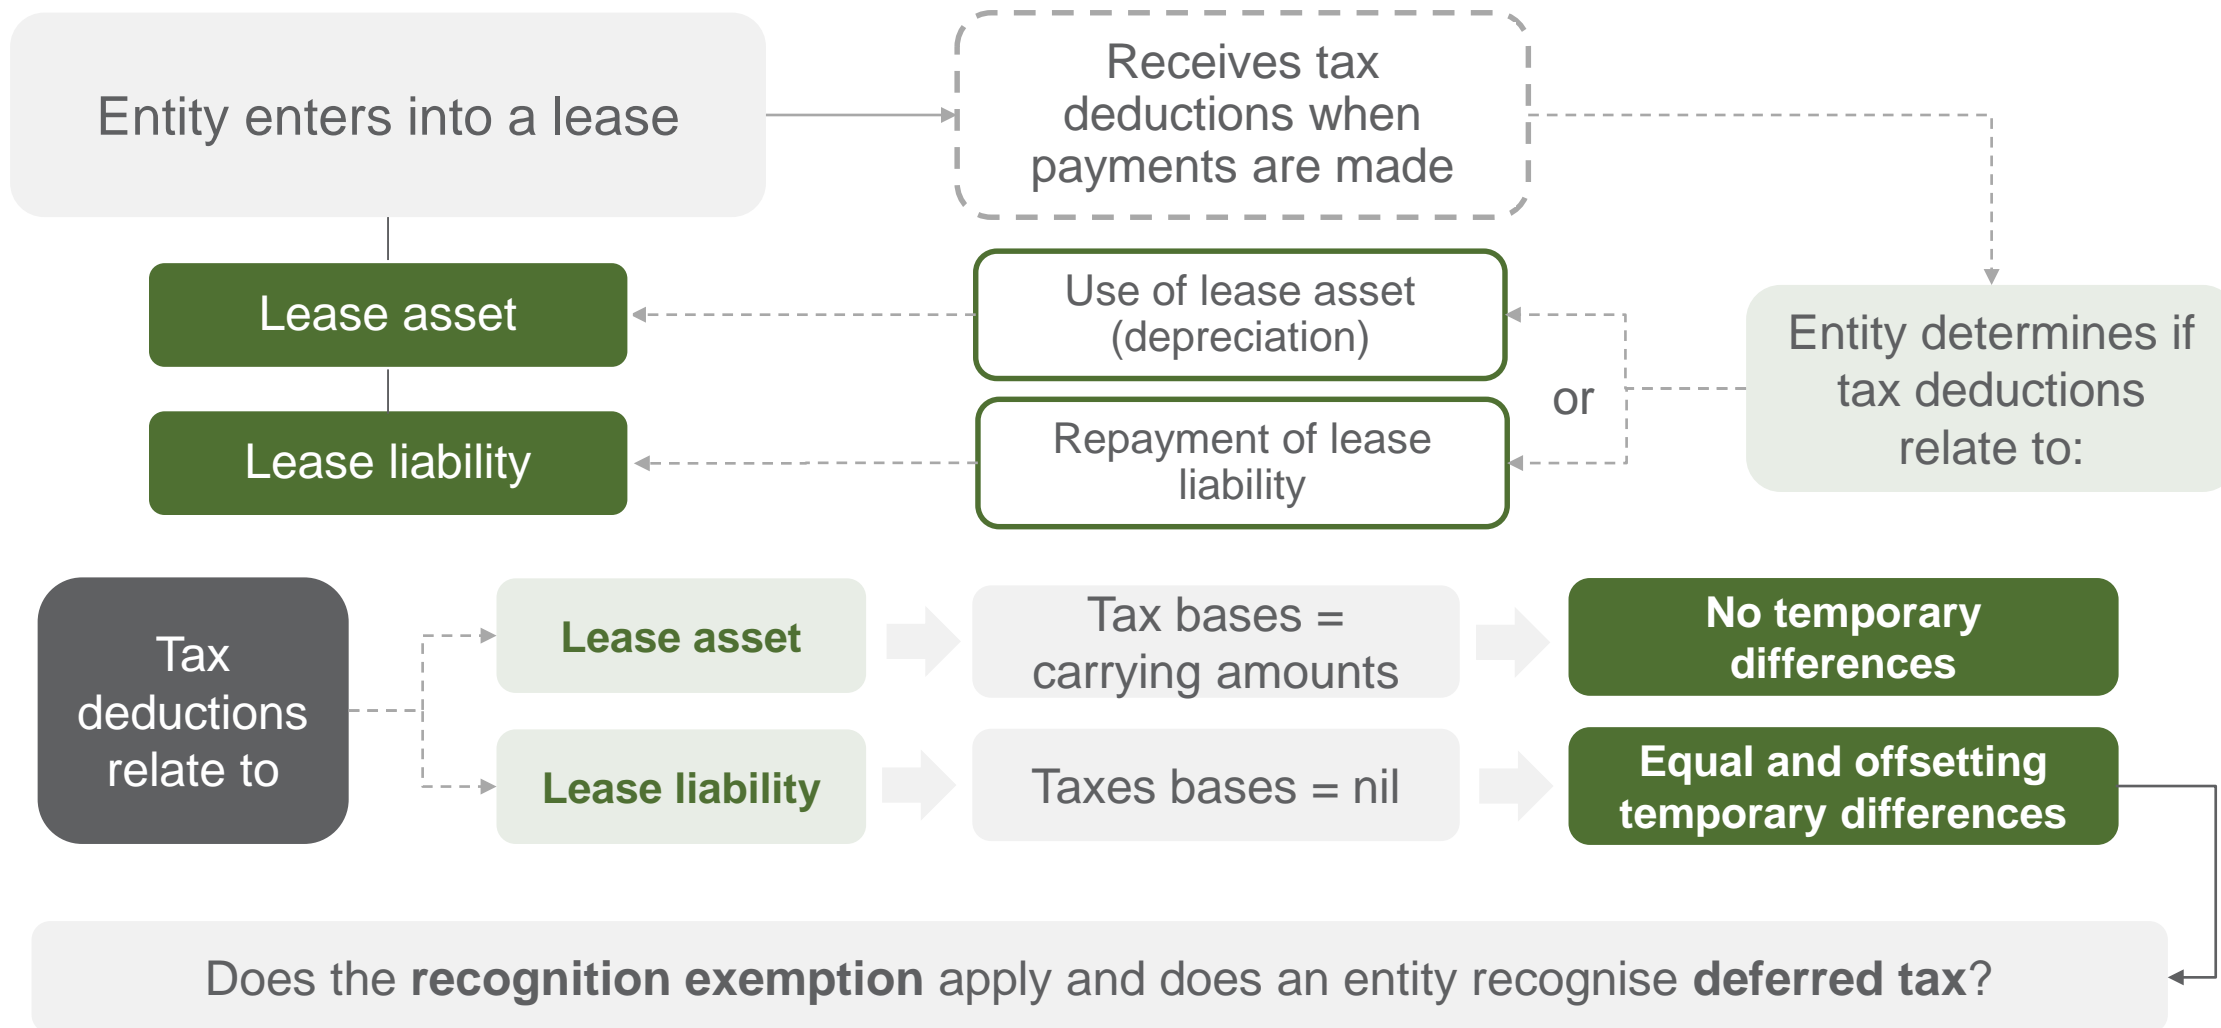 Entity enters into a lease
Receives tax
deductions when
payments are made
Lease asset
Use of lease asset
(depreciation)
or
Entity determines if
tax deductions
relate to:
Lease liability
Repayment of lease
liability
Tax
deductions
relate to
Lease asset
Tax bases =
carrying amounts
No temporary
differences
Lease liability
Taxes bases = nil
Equal and offsetting
temporary differences
Does the recognition exemption apply and does an entity recognise deferred tax?